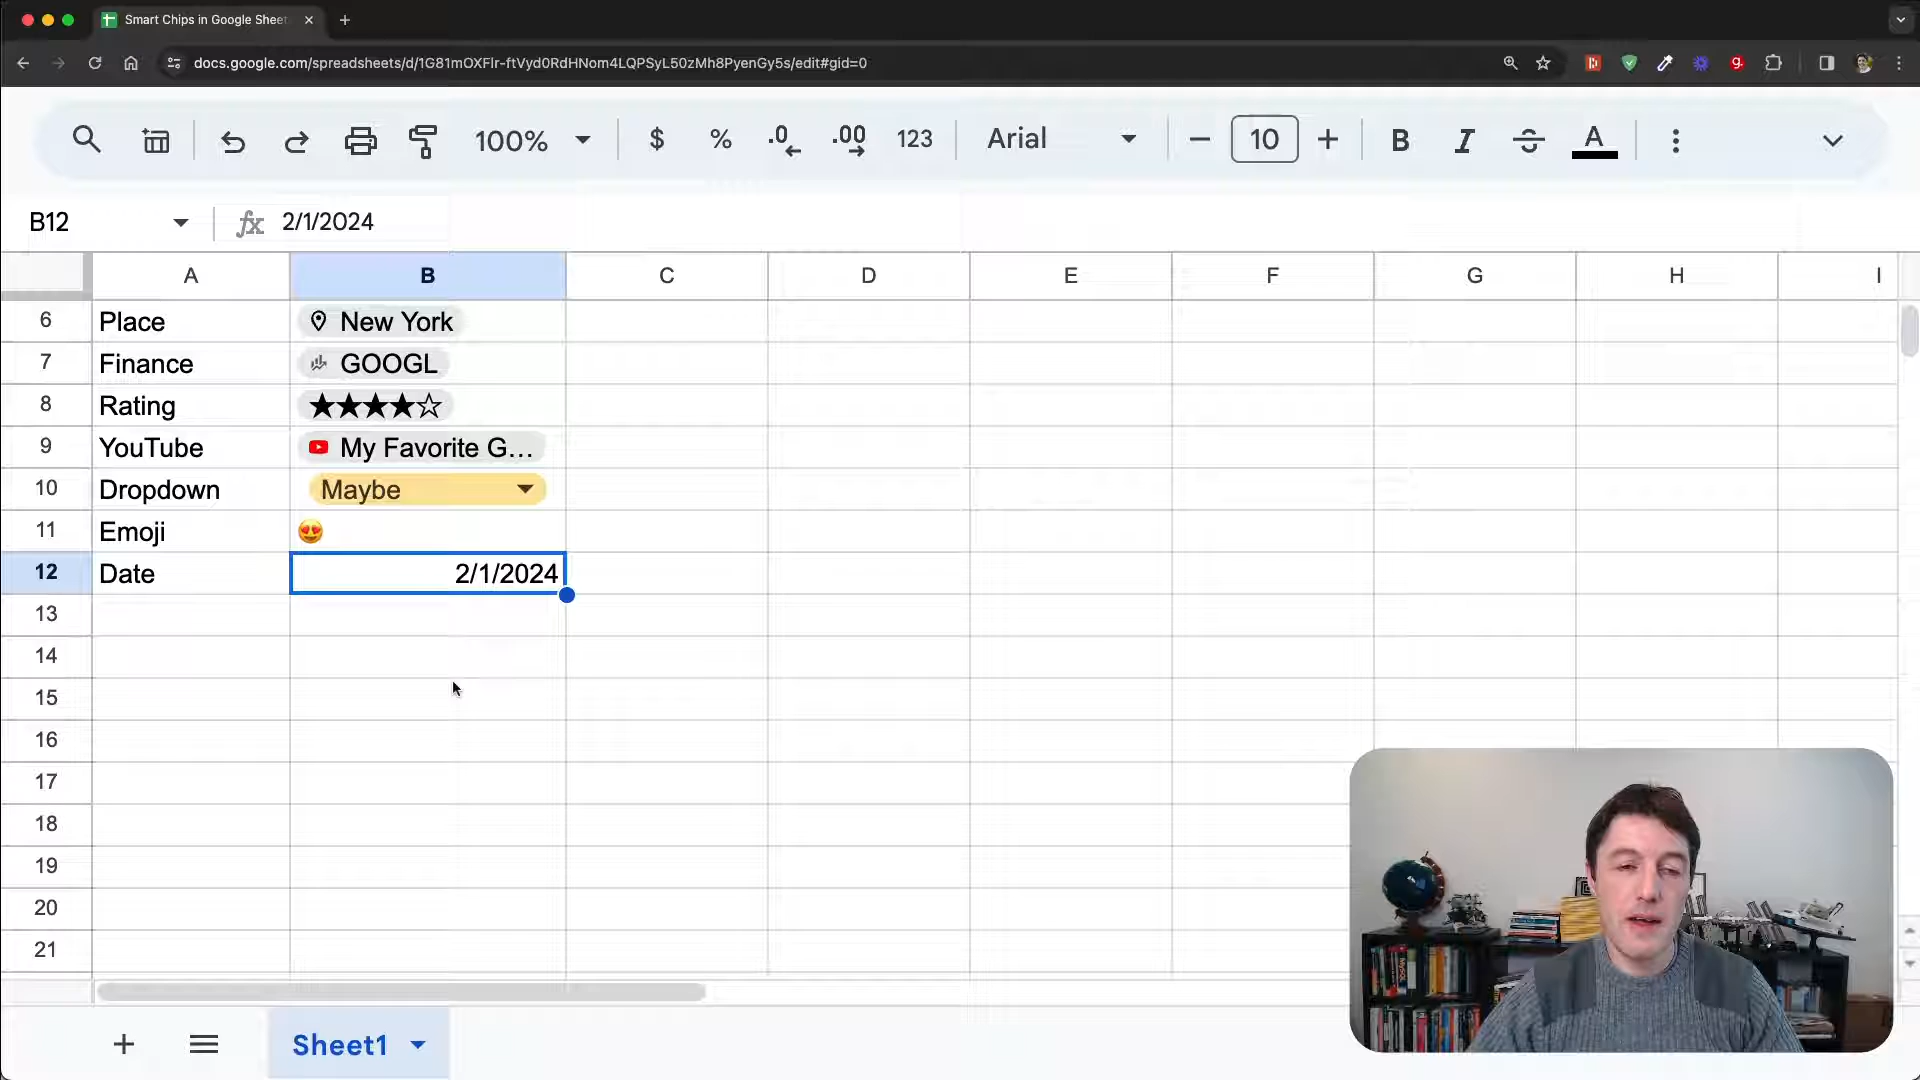 Smart Chips in Google Sheet
docs.google.com/spreadsheets/d/1G81mOXFIr-ftVyd0RdHNom4LQPSyL50zMh8PyenGy5s/edit#gid=0
100% $ % .0 .00 123 Arial 10 B I A
B12 fx 2/1/2024
A B C D E F G H I
6 Place New York
7 Finance GOOGL
8 Rating ★★★★☆
9 YouTube My Favorite G...
10 Dropdown Maybe
11 Emoji 😍
12 Date 2/1/2024
13
14
15
16
17
18
19
20
21
Sheet1